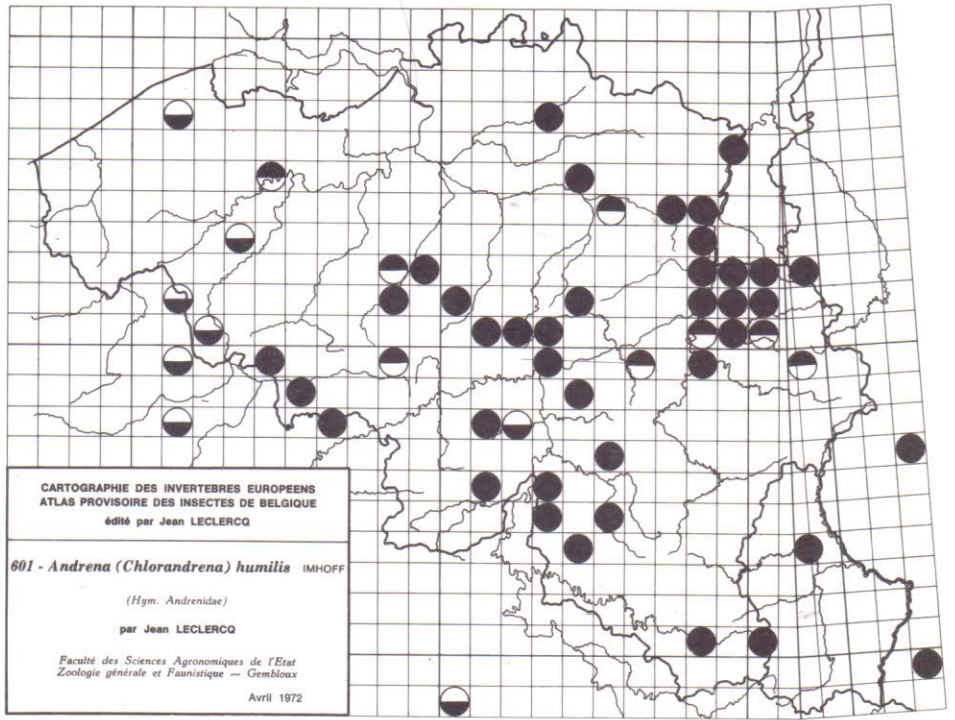 CARTOGRAPHIE DES INVERTEBRES EUROPEENS
ATLAS PROVISOIRE DES INSECTES DE BELGIQUE
édité par Jean LECLERCQ
601 - Andrena (Chlorandrena) humilis IMHOFF
(Hym. Andrenidae)
par Jean LECLERCQ
Faculté des Sciences Agronomiques de l'Etat
Zoologie générale et Faunistique — Gembloux
Avril 1972